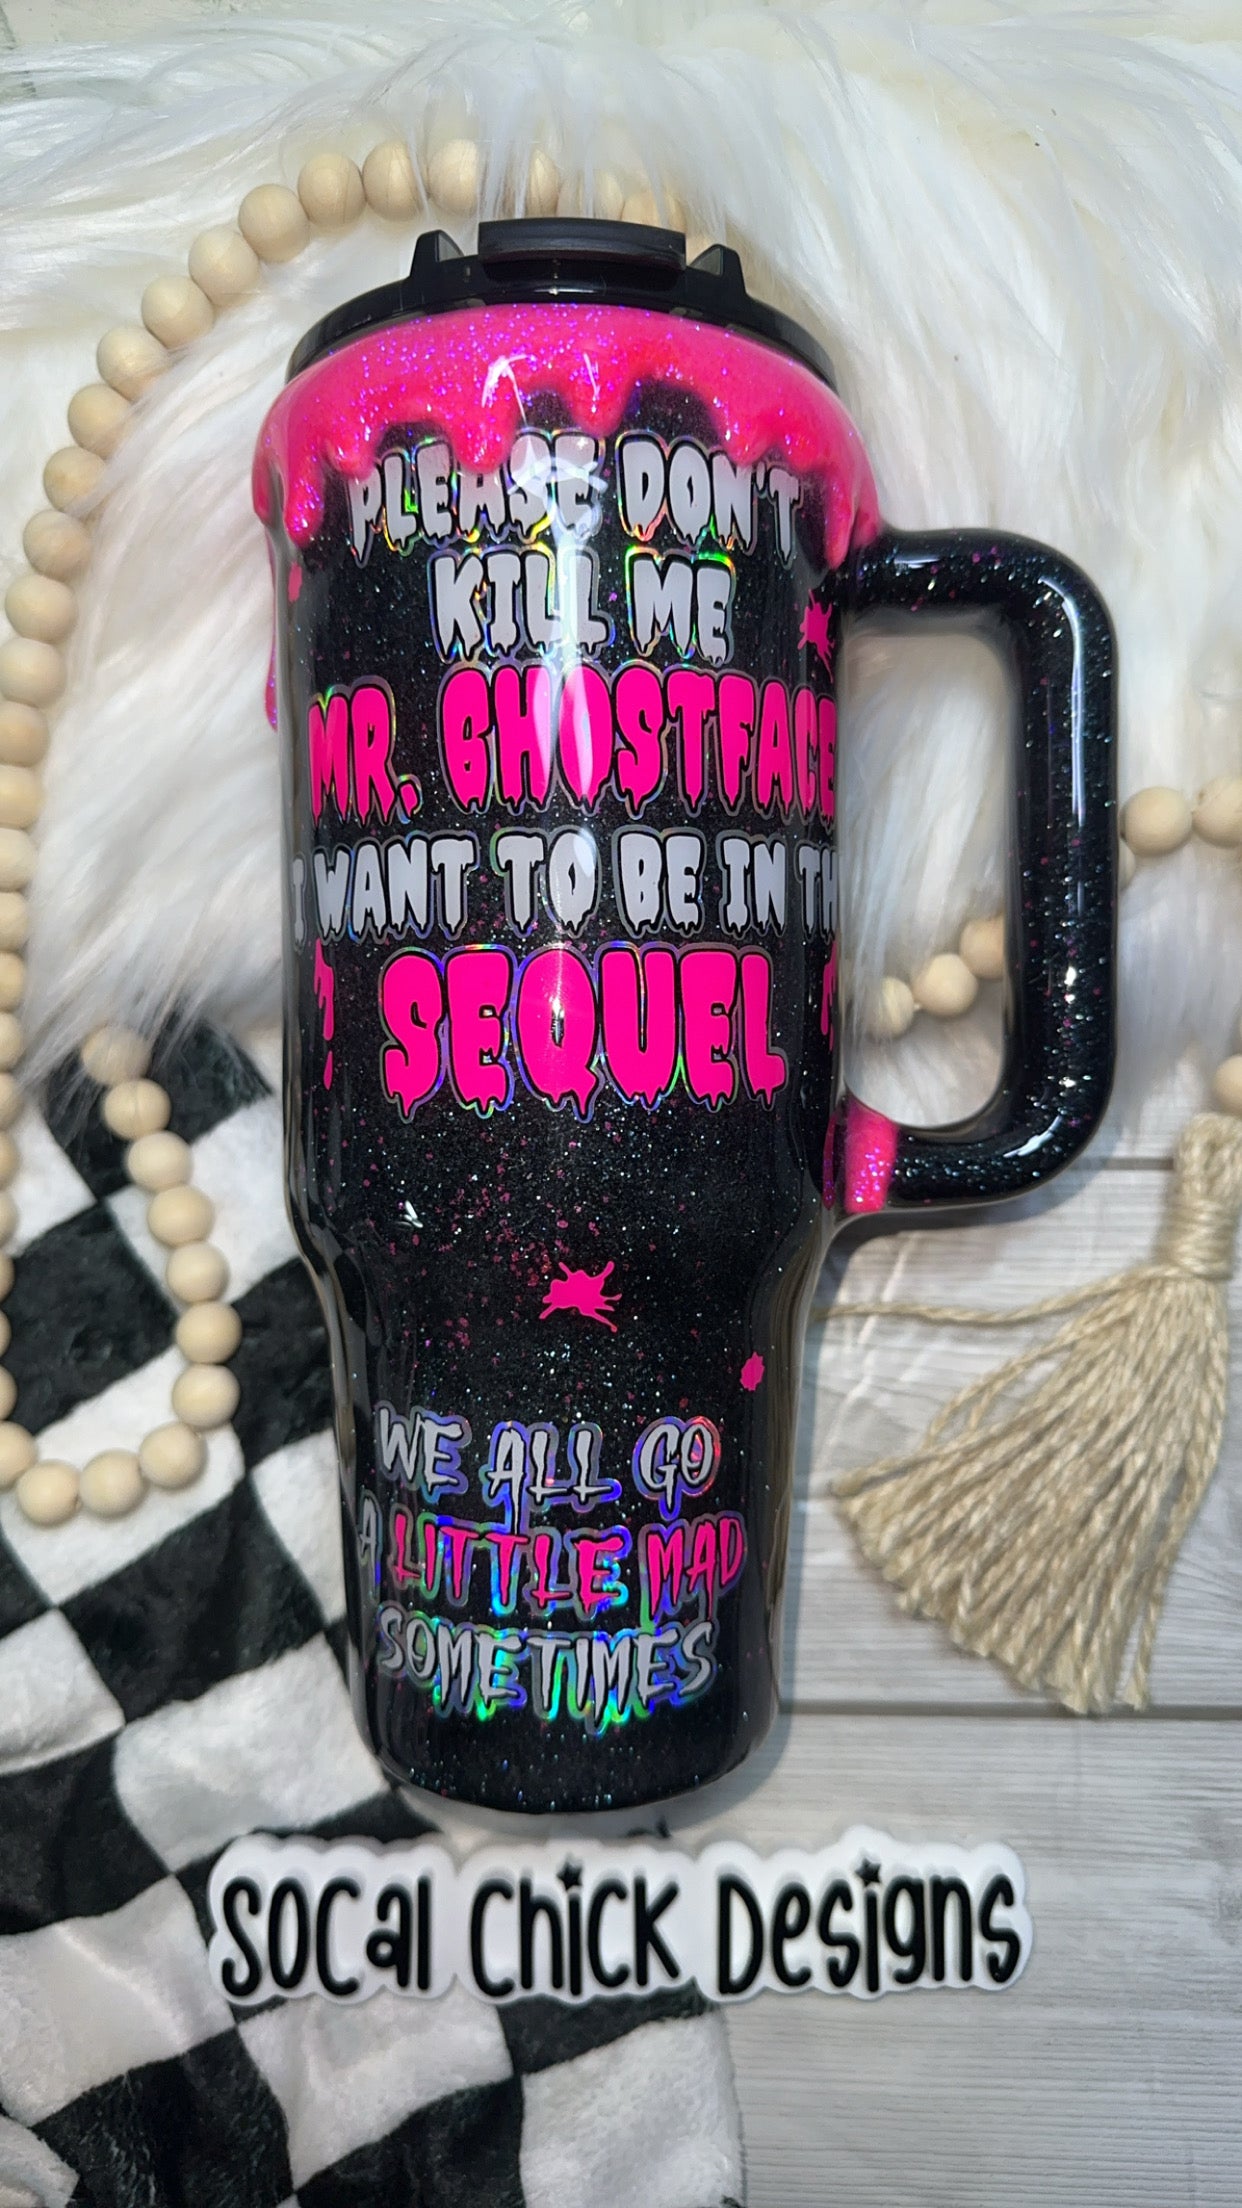 PLEASE DON'T
KILL ME
MR. GHOSTFACE
I WANT TO BE IN TH
SEQUEL
WE ALL GO
A LITTLE MAD
SOMETIMES
SOCal Chick Designs